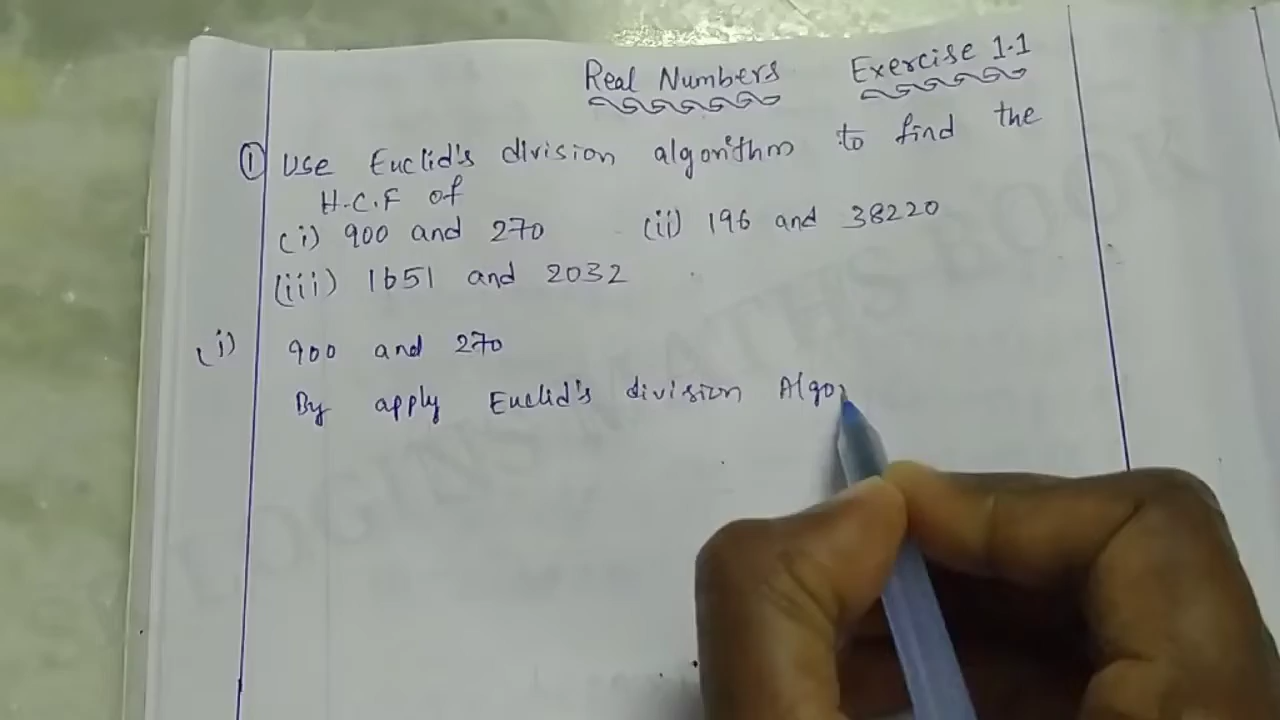 Real Numbers Exercise 1.1
① Use Euclid's division algorithm to find the
H.C.F of
(i) 900 and 270 (ii) 196 and 38220
(iii) 1651 and 2032
(i) 900 and 270
By apply Euclid's division Algor